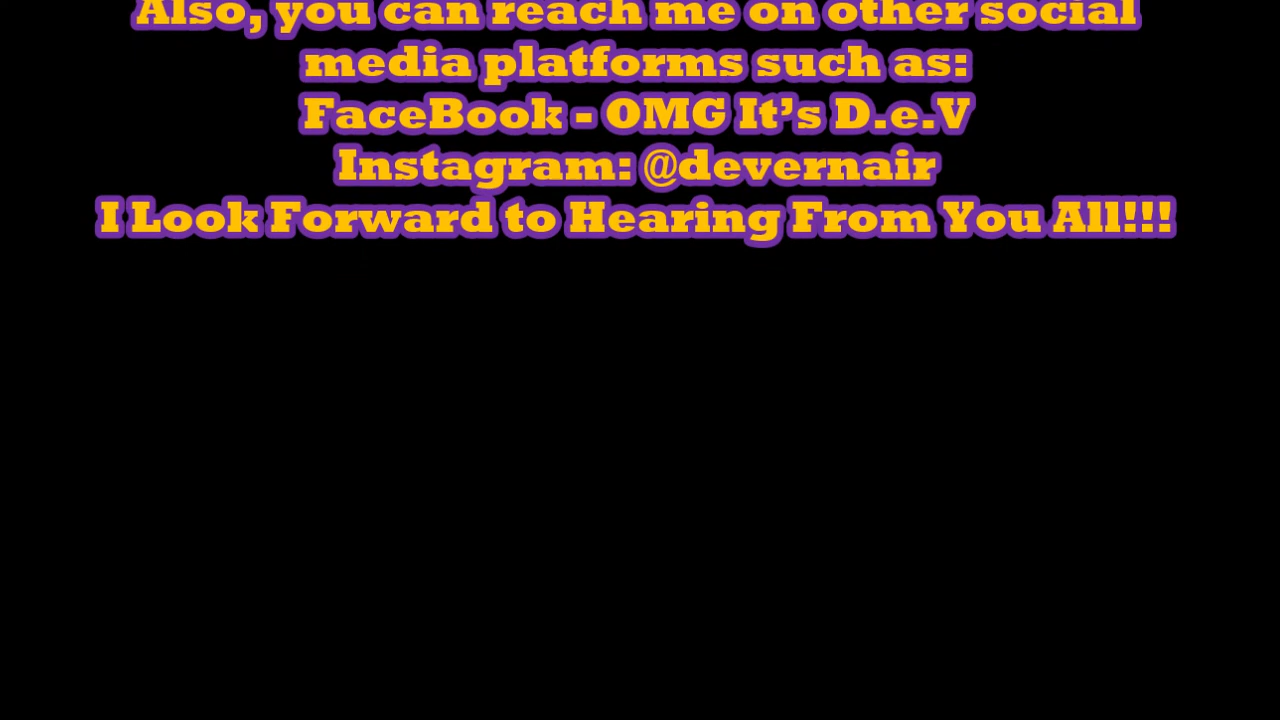 Also, you can reach me on other social
media platforms such as:
FaceBook - OMG It’s D.e.V
Instagram: @devernair
I Look Forward to Hearing From You All!!!